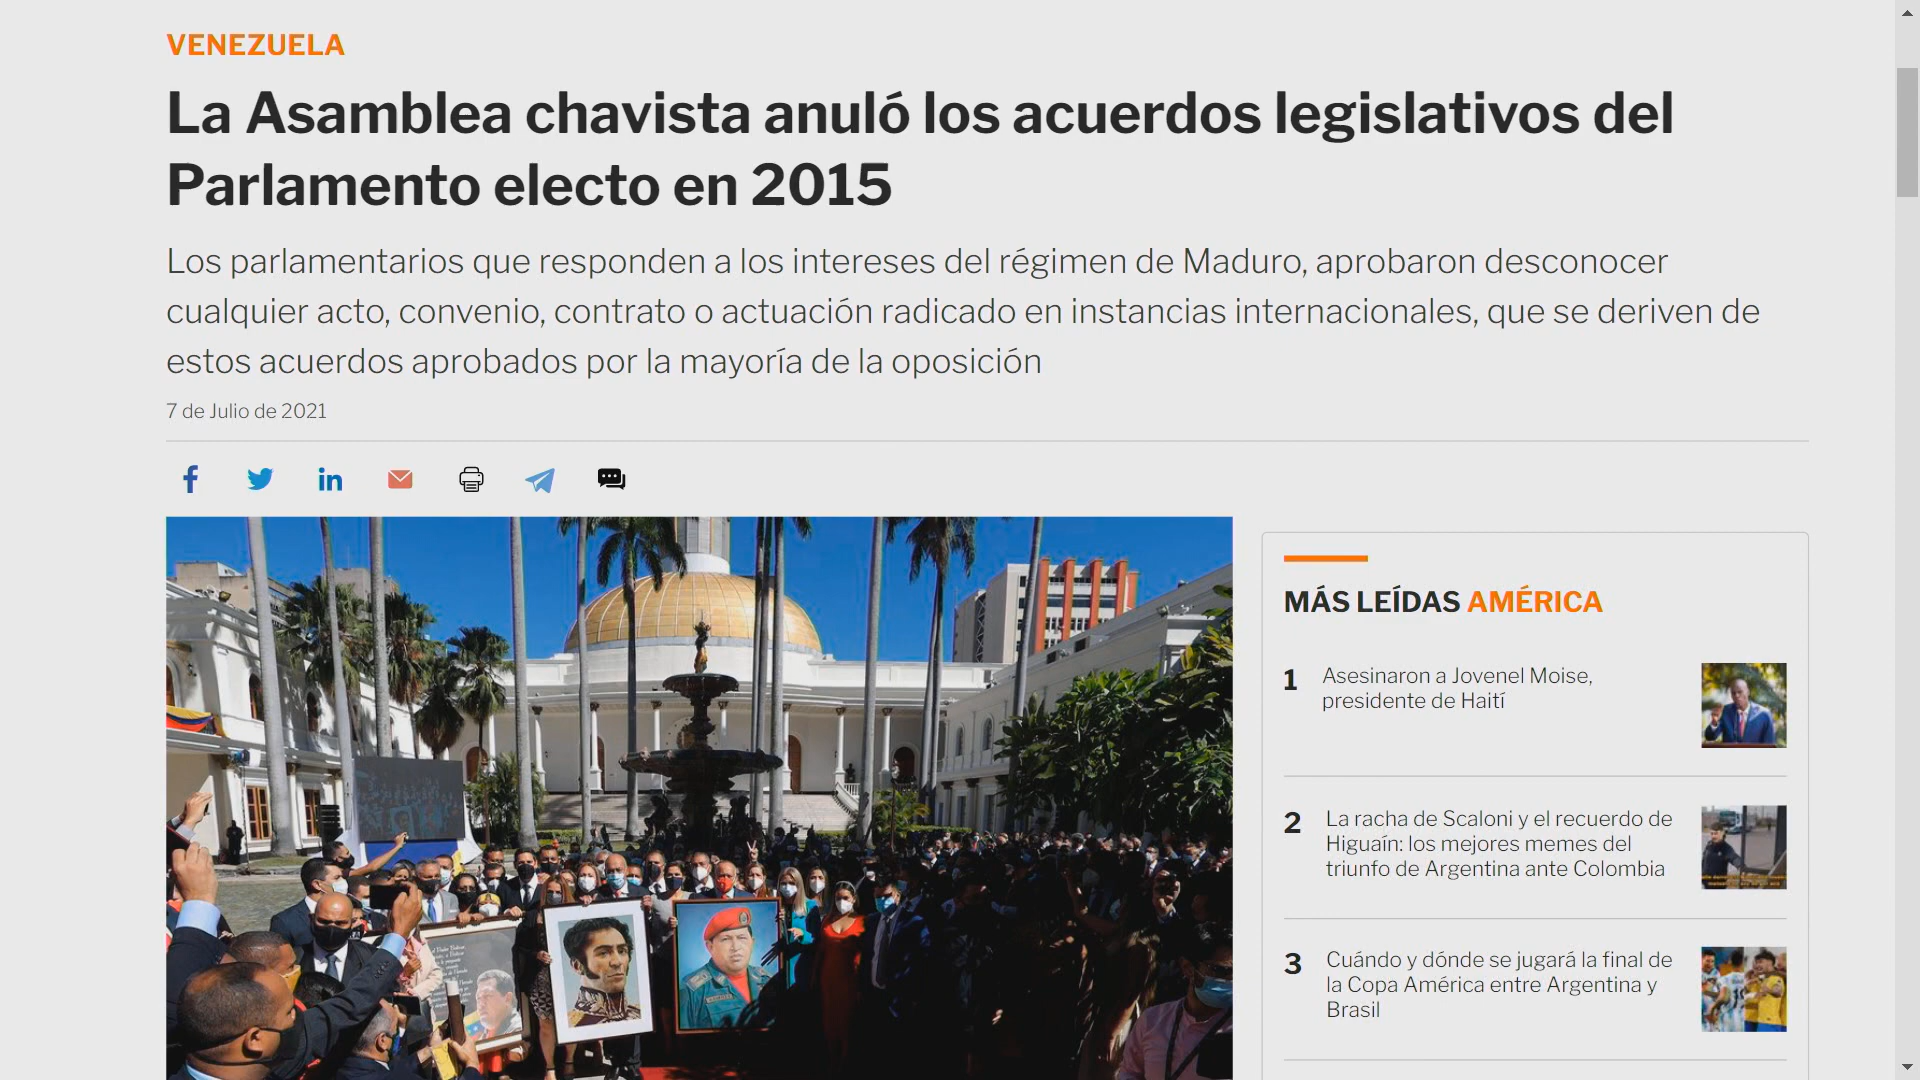 VENEZUELA
La Asamblea chavista anuló los acuerdos legislativos del
Parlamento electo en 2015
Los parlamentarios que responden a los intereses del régimen de Maduro, aprobaron desconocer
cualquier acto, convenio, contrato o actuación radicado en instancias internacionales, que se deriven de
estos acuerdos aprobados por la mayoría de la oposición
7 de Julio de 2021
MÁS LEÍDAS AMÉRICA
1 Asesinaron a Jovenel Moise,
presidente de Haití
2 La racha de Scaloni y el recuerdo de
Higuaín: los mejores memes del
triunfo de Argentina ante Colombia
3 Cuándo y dónde se jugará la final de
la Copa América entre Argentina y
Brasil